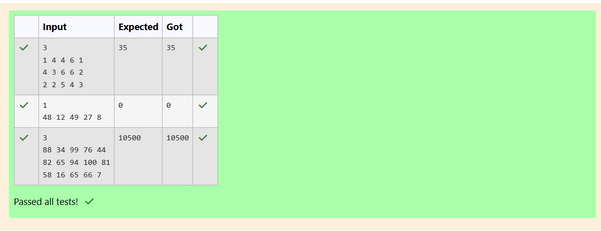 Input Expected Got
3 35 35
1 4 4 6 1
4 3 6 6 2
2 2 5 4 3
1 0 0
48 12 49 27 8
3 10500 10500
88 34 99 76 44
82 65 94 100 81
58 16 65 66 7
Passed all tests!